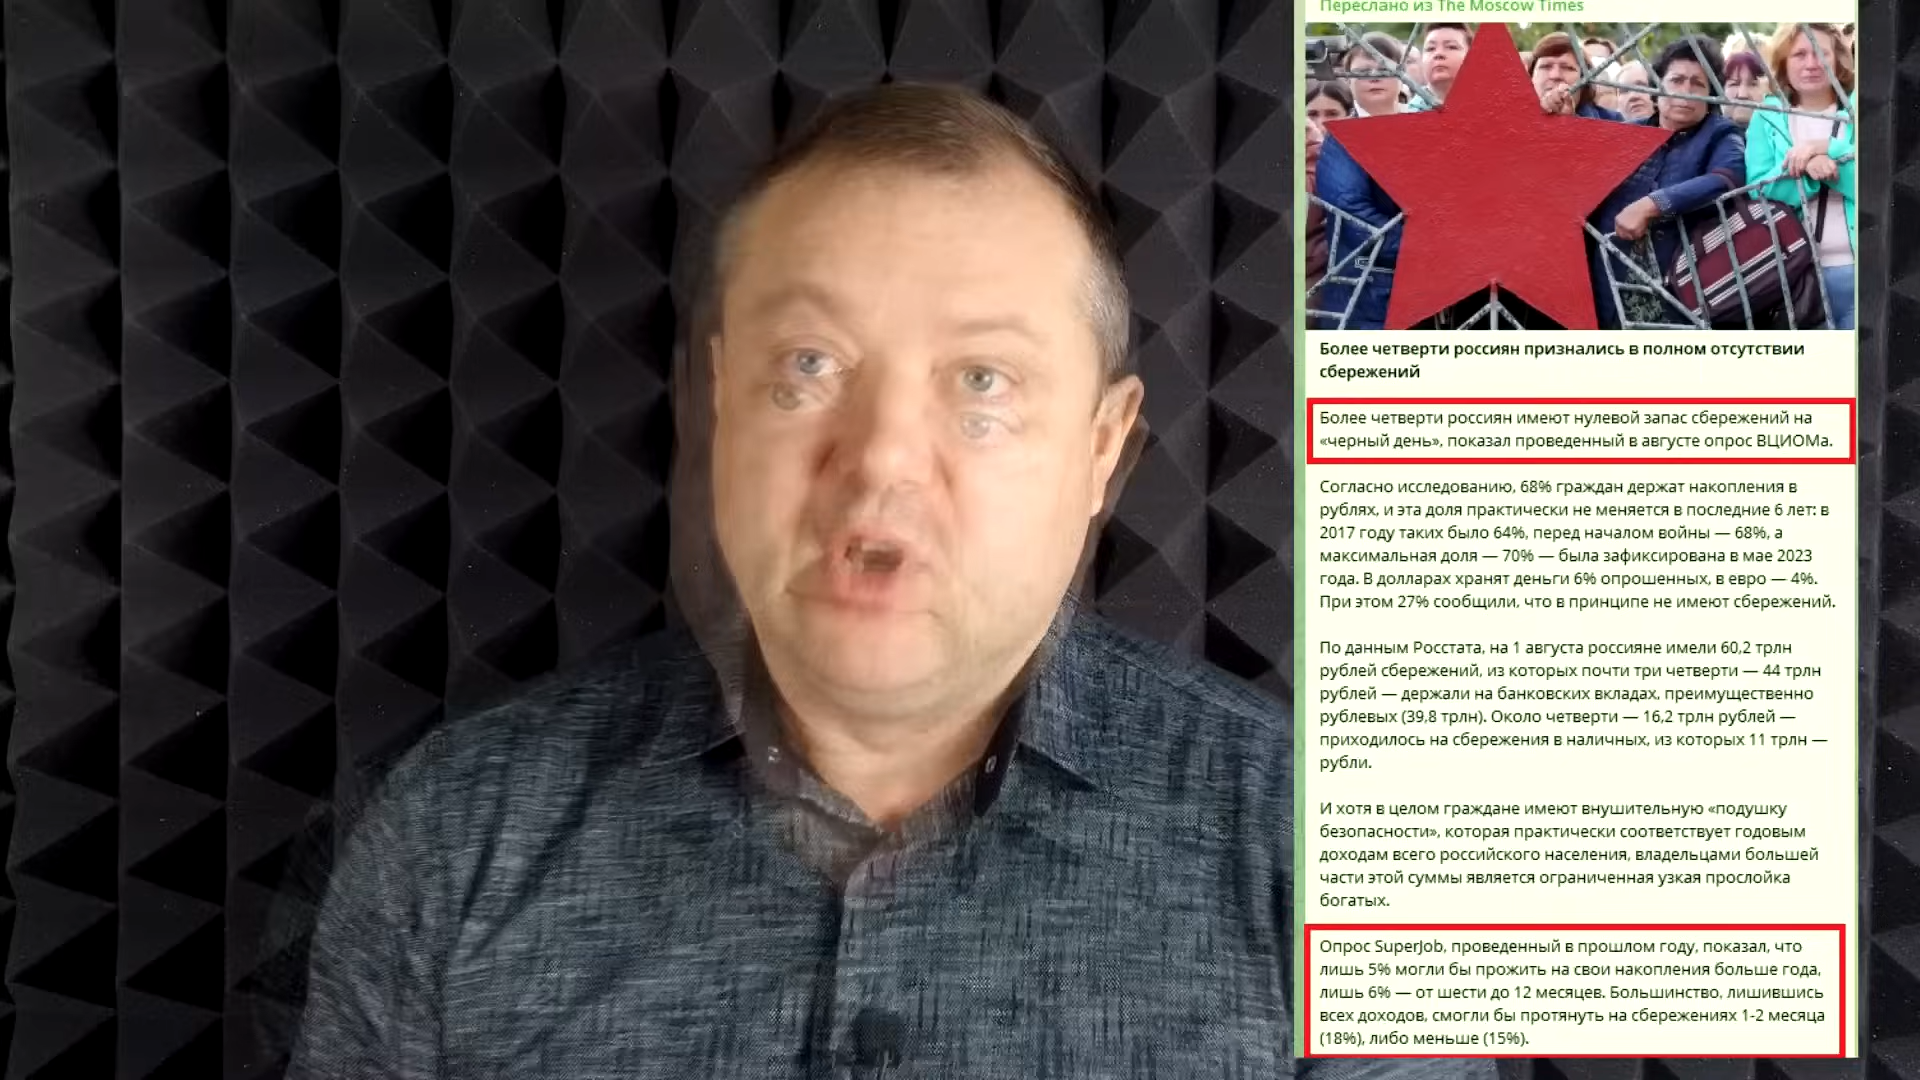 Переслано из The Moscow Times
Более четверти россиян признались в полном отсутствии
сбережений
Более четверти россиян имеют нулевой запас сбережений на
«черный день», показал проведенный в августе опрос ВЦИОМа.
Согласно исследованию, 68% граждан держат накопления в
рублях, и эта доля практически не меняется в последние 6 лет: в
2017 году таких было 64%, перед началом войны — 68%, а
максимальная доля — 70% — была зафиксирована в мае 2023
года. В долларах хранят деньги 6% опрошенных, в евро — 4%.
При этом 27% сообщили, что в принципе не имеют сбережений.
По данным Росстата, на 1 августа россияне имели 60,2 трлн
рублей сбережений, из которых почти три четверти — 44 трлн
рублей — держали на банковских вкладах, преимущественно
рублевых (39,8 трлн). Около четверти — 16,2 трлн рублей —
приходилось на сбережения в наличных, из которых 11 трлн —
рубли.
И хотя в целом граждане имеют внушительную «подушку
безопасности», которая практически соответствует годовым
доходам всего российского населения, владельцами большей
части этой суммы является ограниченная узкая прослойка
богатых.
Опрос SuperJob, проведенный в прошлом году, показал, что
лишь 5% могли бы прожить на свои накопления больше года,
лишь 6% — от шести до 12 месяцев. Большинство, лишившись
всех доходов, смогли бы протянуть на сбережениях 1-2 месяца
(18%), либо меньше (15%).